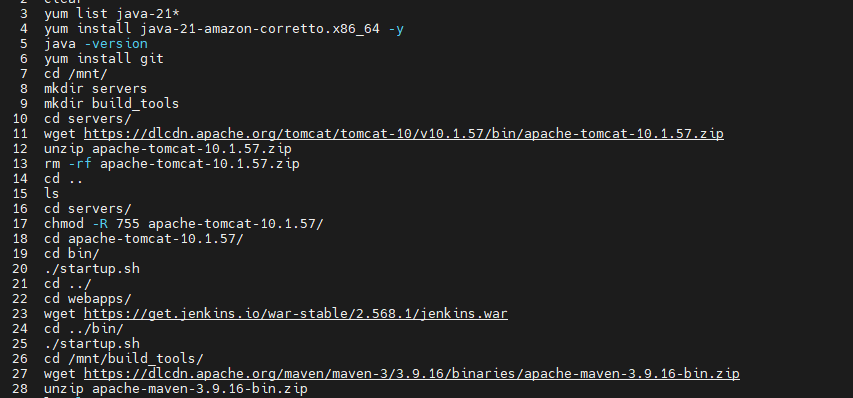 3 yum list java-21*
4 yum install java-21-amazon-corretto.x86_64 -y
5 java -version
6 yum install git
7 cd /mnt/
8 mkdir servers
9 mkdir build_tools
10 cd servers/
11 wget https://dlcdn.apache.org/tomcat/tomcat-10/v10.1.57/bin/apache-tomcat-10.1.57.zip
12 unzip apache-tomcat-10.1.57.zip
13 rm -rf apache-tomcat-10.1.57.zip
14 cd ..
15 ls
16 cd servers/
17 chmod -R 755 apache-tomcat-10.1.57/
18 cd apache-tomcat-10.1.57/
19 cd bin/
20 ./startup.sh
21 cd ../
22 cd webapps/
23 wget https://get.jenkins.io/war-stable/2.568.1/jenkins.war
24 cd ../bin/
25 ./startup.sh
26 cd /mnt/build_tools/
27 wget https://dlcdn.apache.org/maven/maven-3/3.9.16/binaries/apache-maven-3.9.16-bin.zip
28 unzip apache-maven-3.9.16-bin.zip